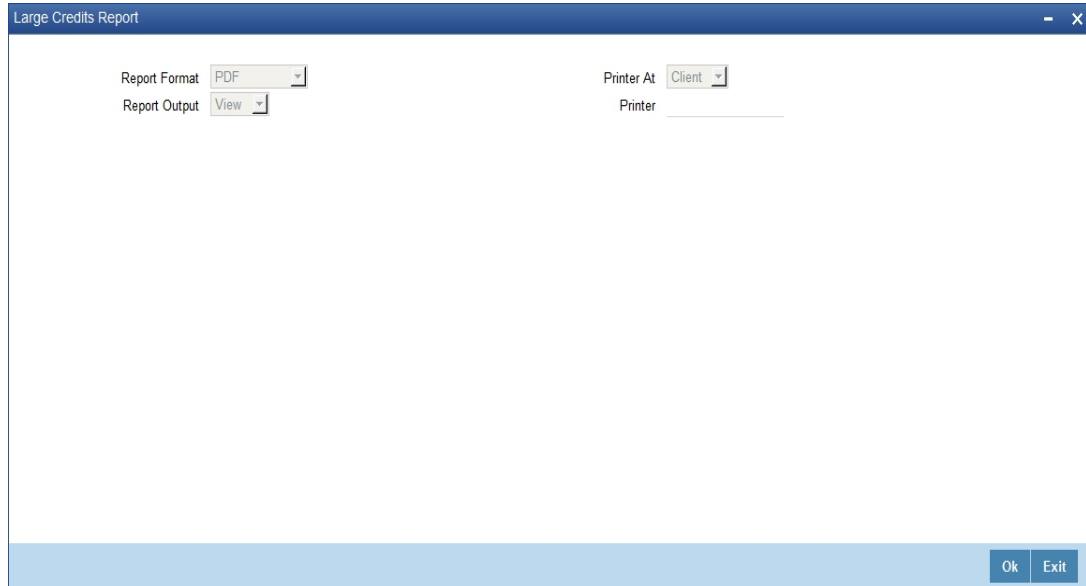 Large Credits Report
Report Format PDF
Printer At Client
Report Output View
Printer
Ok Exit